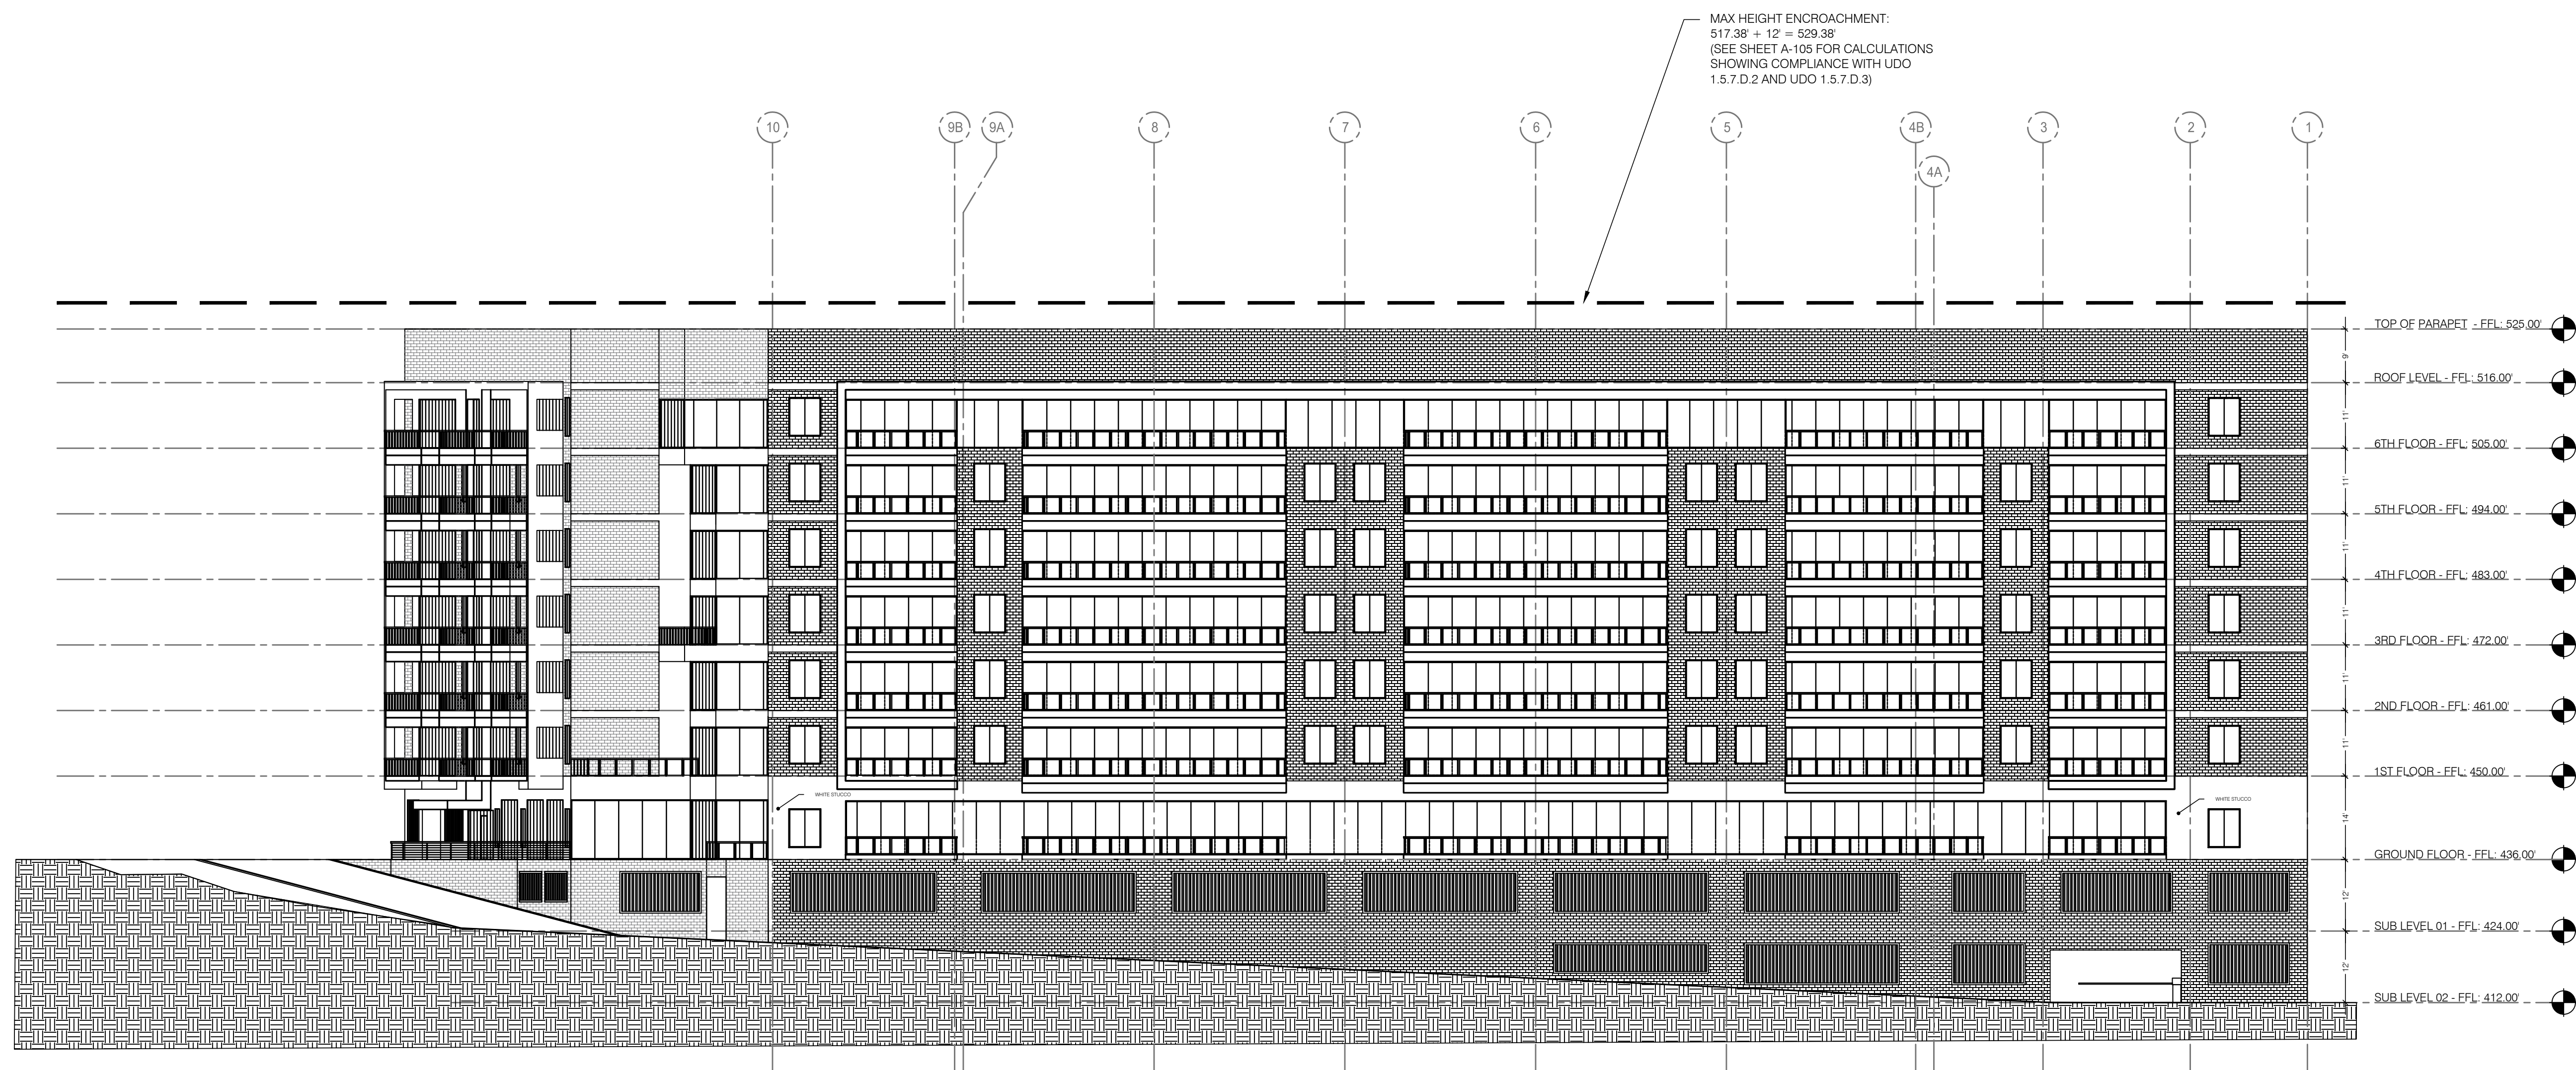 MAX HEIGHT ENCROACHMENT:
517.38' + 12' = 529.38'
(SEE SHEET A-105 FOR CALCULATIONS
SHOWING COMPLIANCE WITH UDO
1.5.7.D.2 AND UDO 1.5.7.D.3)
10
9B
9A
8
7
6
5
4B
4A
3
2
1
TOP OF PARAPET - FFL: 525.00'
9'
ROOF LEVEL - FFL: 516.00'
11'
6TH FLOOR - FFL: 505.00'
11'
5TH FLOOR - FFL: 494.00'
11'
4TH FLOOR - FFL: 483.00'
11'
3RD FLOOR - FFL: 472.00'
11'
2ND FLOOR - FFL: 461.00'
11'
1ST FLOOR - FFL: 450.00'
WHITE STUCCO
WHITE STUCCO
14'
GROUND FLOOR - FFL: 436.00'
12'
SUB LEVEL 01 - FFL: 424.00'
12'
SUB LEVEL 02 - FFL: 412.00'